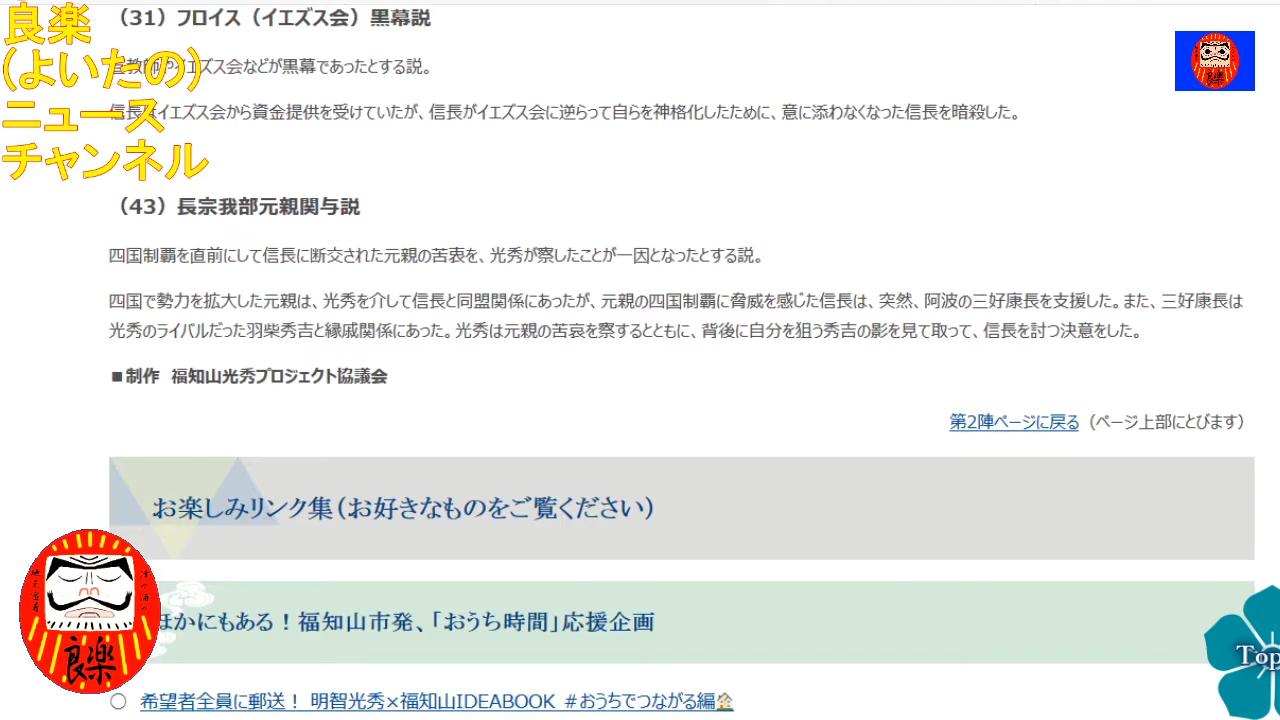 良楽
(よいたの)
ニュース
チャンネル
（31）フロイス（イエズス会）黒幕説
宣教師やイエズス会などが黒幕であったとする説。
信長はイエズス会から資金提供を受けていたが、信長がイエズス会に逆らって自らを神格化したために、意に添わなくなった信長を暗殺した。
（43）長宗我部元親関与説
四国制覇を直前にして信長に断交された元親の苦衷を、光秀が察したことが一因となったとする説。
四国で勢力を拡大した元親は、光秀を介して信長と同盟関係にあったが、元親の四国制覇に脅威を感じた信長は、突然、阿波の三好康長を支援した。また、三好康長は
光秀のライバルだった羽柴秀吉と縁戚関係にあった。光秀は元親の苦哀を察するとともに、背後に自分を狙う秀吉の影を見て取って、信長を討つ決意をした。
■制作　福知山光秀プロジェクト協議会
第2陣ページに戻る（ページ上部にとびます）
お楽しみリンク集（お好きなものをご覧ください）
ほかにもある！福知山市発、「おうち時間」応援企画
○ 希望者全員に郵送！ 明智光秀×福知山IDEABOOK ＃おうちでつながる編
Top
良楽
良楽